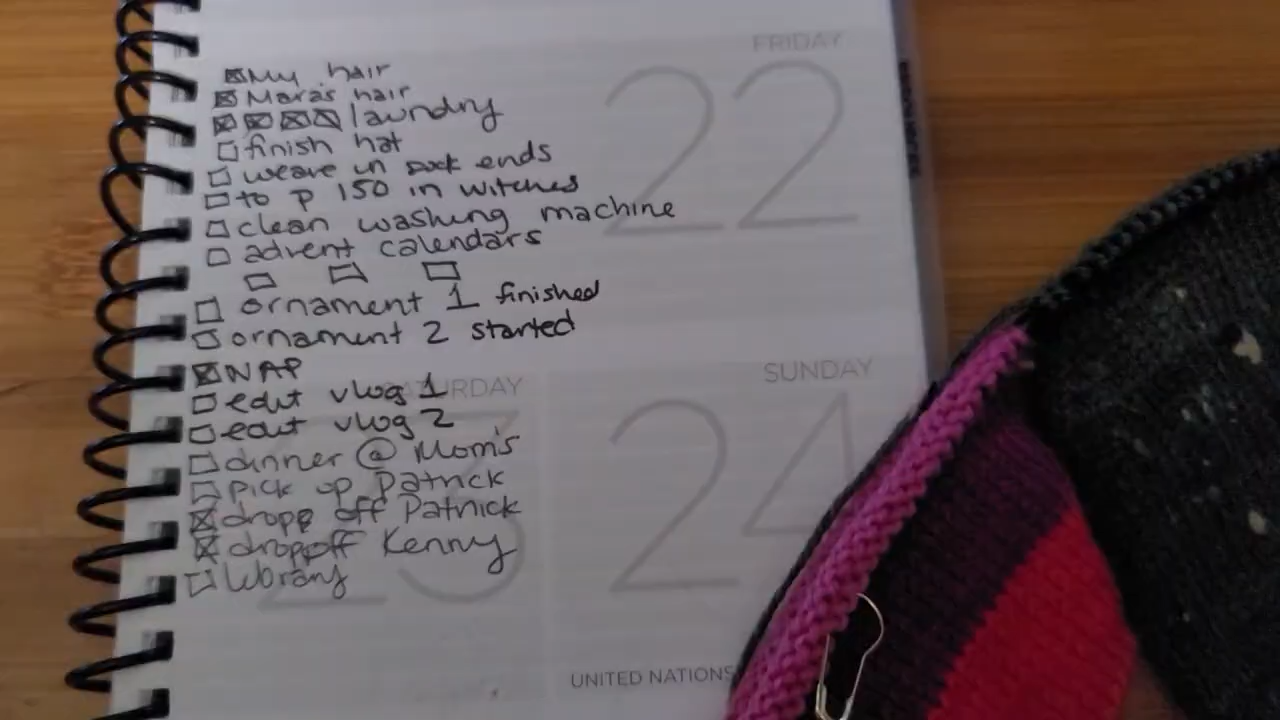 FRIDAY
22
☒ My hair
☒ Mara's hair
☒ ☒ ☒ ☒ laundry
☐ finish hat
☐ weave in sock ends
☐ to p 150 in witches
☐ clean washing machine
☐ advent calendars
☐ ☐ ☐
☐ ornament 1 finished
☐ ornament 2 started
☒ NAP
SATURDAY
23
☐ edit vlog 1
☐ edit vlog 2
☐ dinner @ Mom's
☐ pick up Patrick
☒ dropp off Patrick
☒ dropoff Kenny
☐ library
SUNDAY
24
UNITED NATIONS